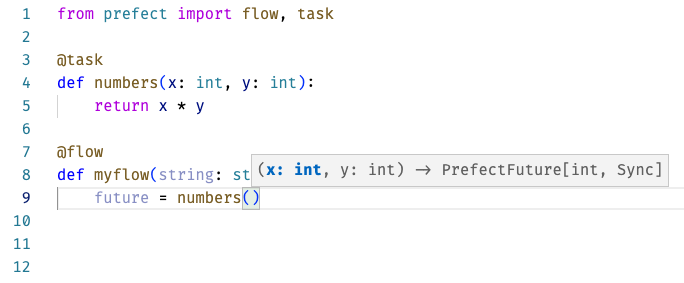 1 from prefect import flow, task
2
3 @task
4 def numbers(x: int, y: int):
5     return x * y
6
7 @flow
8 def myflow(string: st
(x: int, y: int) → PrefectFuture[int, Sync]
9     future = numbers()
10
11
12